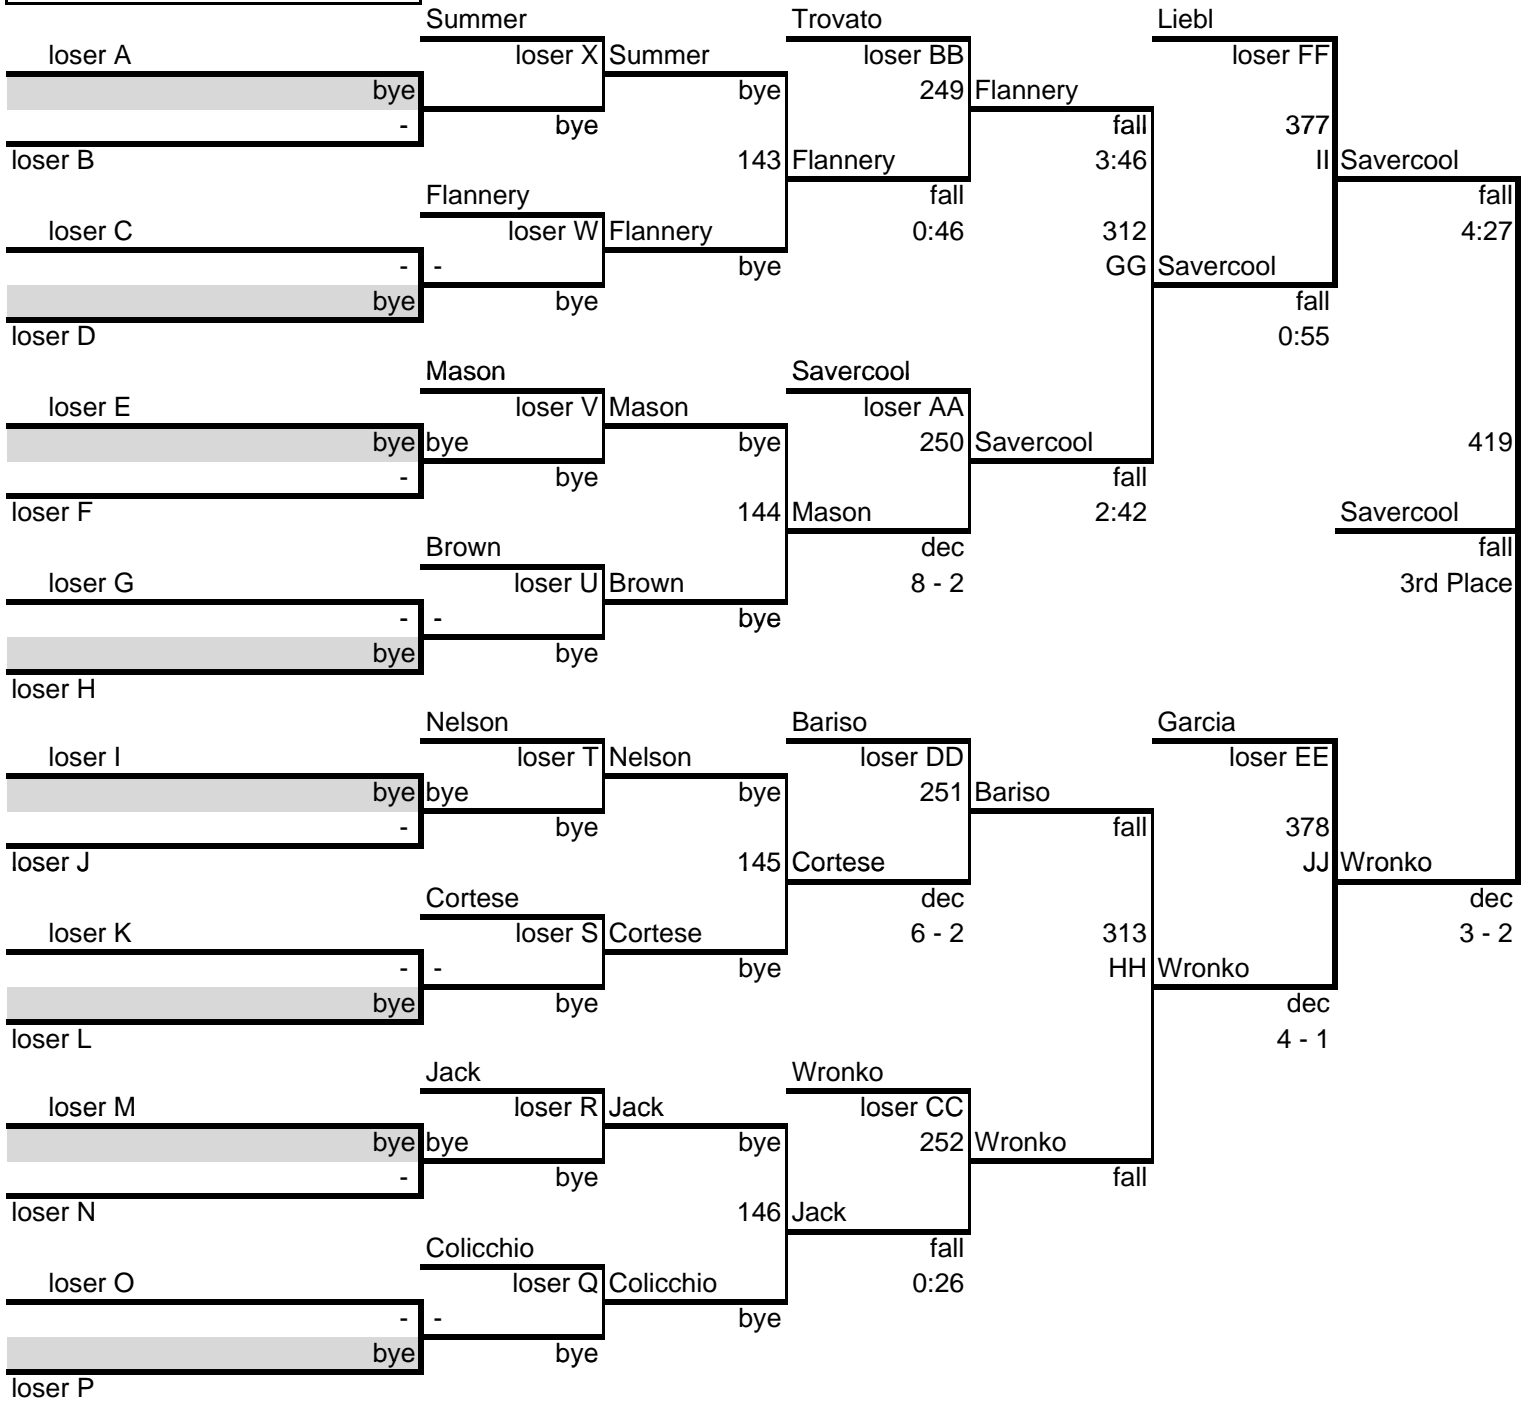 Summer Trovato Liebl
loser A loser X Summer loser BB loser FF
bye bye 249 Flannery
- bye fall 377
loser B 143 Flannery 3:46 II Savercool
Flannery fall fall
loser C loser W Flannery 0:46 312 4:27
- - bye GG Savercool
bye bye fall
loser D 0:55
Mason Savercool
loser E loser V Mason loser AA
bye bye bye 250 Savercool 419
- bye fall
loser F 144 Mason 2:42 Savercool
Brown dec fall
loser G loser U Brown 8 - 2 3rd Place
- - bye
bye bye
loser H
Nelson Bariso Garcia
loser I loser T Nelson loser DD loser EE
bye bye bye 251 Bariso
- bye fall 378
loser J 145 Cortese JJ Wronko
Cortese dec dec
loser K loser S Cortese 6 - 2 313 3 - 2
- - bye HH Wronko
bye bye dec
loser L 4 - 1
Jack Wronko
loser M loser R Jack loser CC
bye bye bye 252 Wronko
- bye fall
loser N 146 Jack
Colicchio fall
loser O loser Q Colicchio 0:26
- - bye
bye bye
loser P